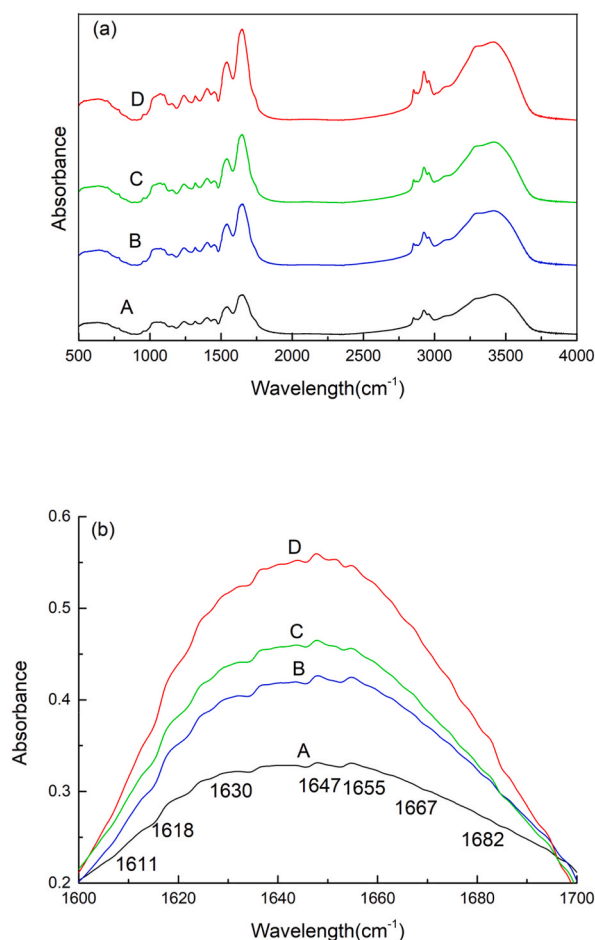 (a)
D
C
B
A
Absorbance
500 1000 1500 2000 2500 3000 3500 4000
Wavelength(cm⁻¹)
(b)
0.6
D
0.5
C
B
0.4
A
0.3
1630 1647 1655 1667
1618 1682
1611
0.2
Absorbance
1600 1620 1640 1660 1680 1700
Wavelength(cm⁻¹)